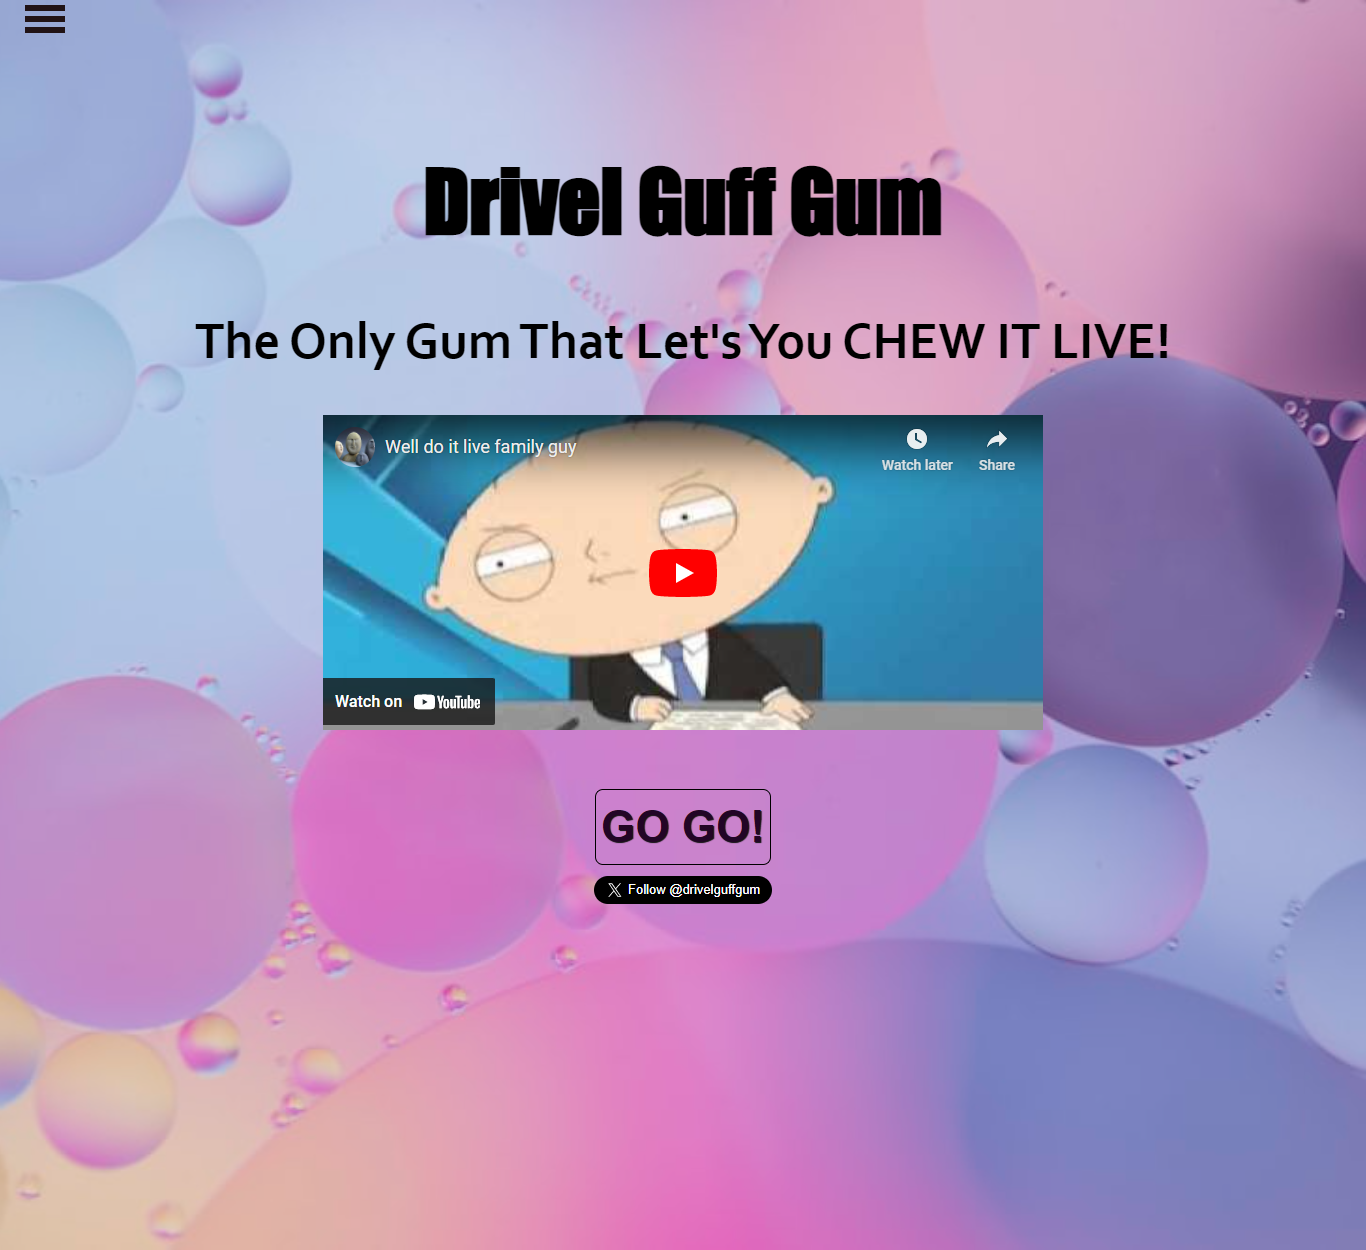 Drivel Guff Gum
The Only Gum That Let's You CHEW IT LIVE!
Well do it live family guy
Watch later
Share
Watch on YouTube
GO GO!
Follow @drivelguffgum